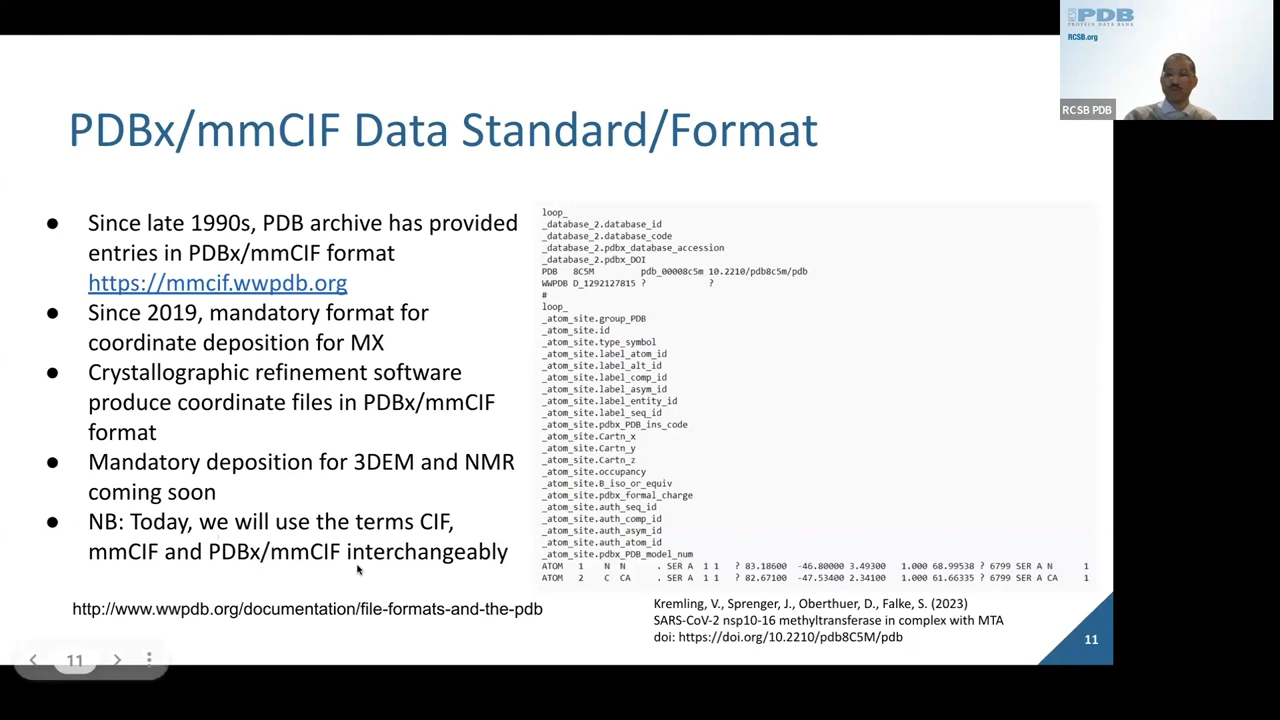 PDB
PROTEIN DATA BANK
RCSB.org
RCSB PDB
PDBx/mmCIF Data Standard/Format
● Since late 1990s, PDB archive has provided
entries in PDBx/mmCIF format
https://mmcif.wwpdb.org
● Since 2019, mandatory format for
coordinate deposition for MX
● Crystallographic refinement software
produce coordinate files in PDBx/mmCIF
format
● Mandatory deposition for 3DEM and NMR
coming soon
● NB: Today, we will use the terms CIF,
mmCIF and PDBx/mmCIF interchangeably
http://www.wwpdb.org/documentation/file-formats-and-the-pdb
loop_
_database_2.database_id
_database_2.database_code
_database_2.pdbx_database_accession
_database_2.pdbx_DOI
PDB 8C5M pdb_00008c5m 10.2210/pdb8c5m/pdb
WWPDB D_1292127815 ? ?
#
loop_
_atom_site.group_PDB
_atom_site.id
_atom_site.type_symbol
_atom_site.label_atom_id
_atom_site.label_alt_id
_atom_site.label_comp_id
_atom_site.label_asym_id
_atom_site.label_entity_id
_atom_site.label_seq_id
_atom_site.pdbx_PDB_ins_code
_atom_site.Cartn_x
_atom_site.Cartn_y
_atom_site.Cartn_z
_atom_site.occupancy
_atom_site.B_iso_or_equiv
_atom_site.pdbx_formal_charge
_atom_site.auth_seq_id
_atom_site.auth_comp_id
_atom_site.auth_asym_id
_atom_site.auth_atom_id
_atom_site.pdbx_PDB_model_num
ATOM 1 N N . SER A 1 1 ? 83.18600 -46.80000 3.49300 1.000 68.99538 ? 6799 SER A N 1
ATOM 2 C CA . SER A 1 1 ? 82.67100 -47.53400 2.34100 1.000 61.66335 ? 6799 SER A CA 1
Kremling, V., Sprenger, J., Oberthuer, D., Falke, S. (2023)
SARS-CoV-2 nsp10-16 methyltransferase in complex with MTA
doi: https://doi.org/10.2210/pdb8C5M/pdb
11
11